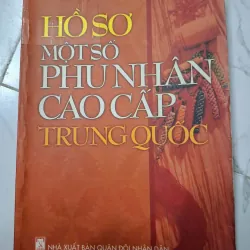 HỒ SƠ
MỘT SỐ
PHU NHÂN
CAO CẤP
TRUNG QUỐC
NHÀ XUẤT BẢN QUÂN ĐỘI NHÂN DÂN